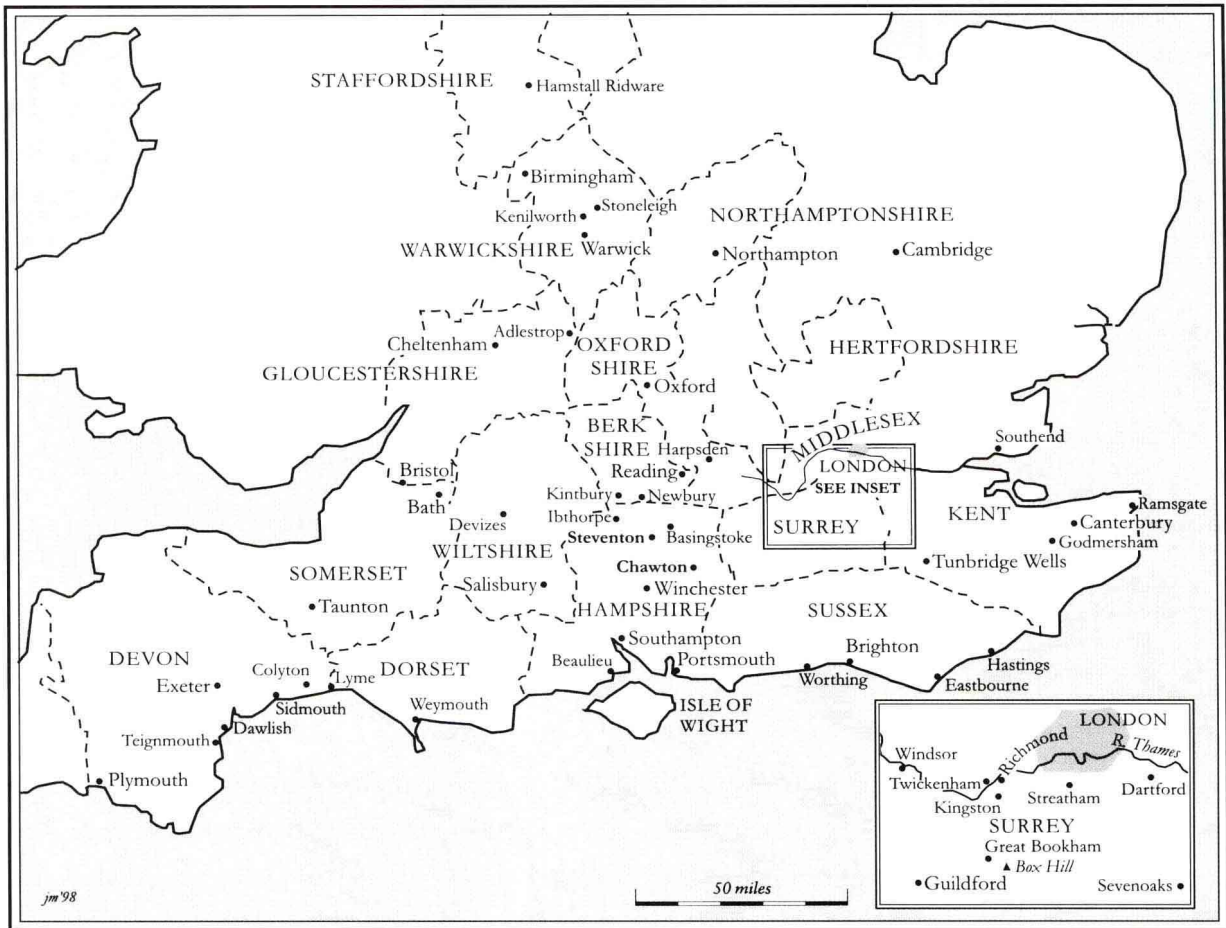 STAFFORDSHIRE
Hamstall Ridware
Birmingham
Stoneleigh
Kenilworth
NORTHAMPTONSHIRE
WARWICKSHIRE
Warwick
Northampton
Cambridge
Adlestrop
Cheltenham
OXFORD
SHIRE
HERTFORDSHIRE
GLOUCESTERSHIRE
Oxford
BERK
SHIRE
MIDDLESEX
Harpsden
Southend
Bristol
Reading
LONDON
SEE INSET
Bath
Kintbury
Newbury
KENT
Ramsgate
Devizes
Ibthorpe
SURREY
Canterbury
Steventon
Basingstoke
Godmersham
WILTSHIRE
Chawton
Tunbridge Wells
SOMERSET
Salisbury
Winchester
Taunton
HAMPSHIRE
SUSSEX
Southampton
Brighton
DEVON
Colyton
DORSET
Beaulieu
Portsmouth
Hastings
Exeter
Lyme
Worthing
Eastbourne
Sidmouth
Weymouth
ISLE OF
WIGHT
Dawlish
Teignmouth
Plymouth
LONDON
Richmond
R. Thames
Windsor
Twickenham
Kingston
Streatham
Dartford
SURREY
Great Bookham
Box Hill
Guildford
Sevenoaks
50 miles
jm'98